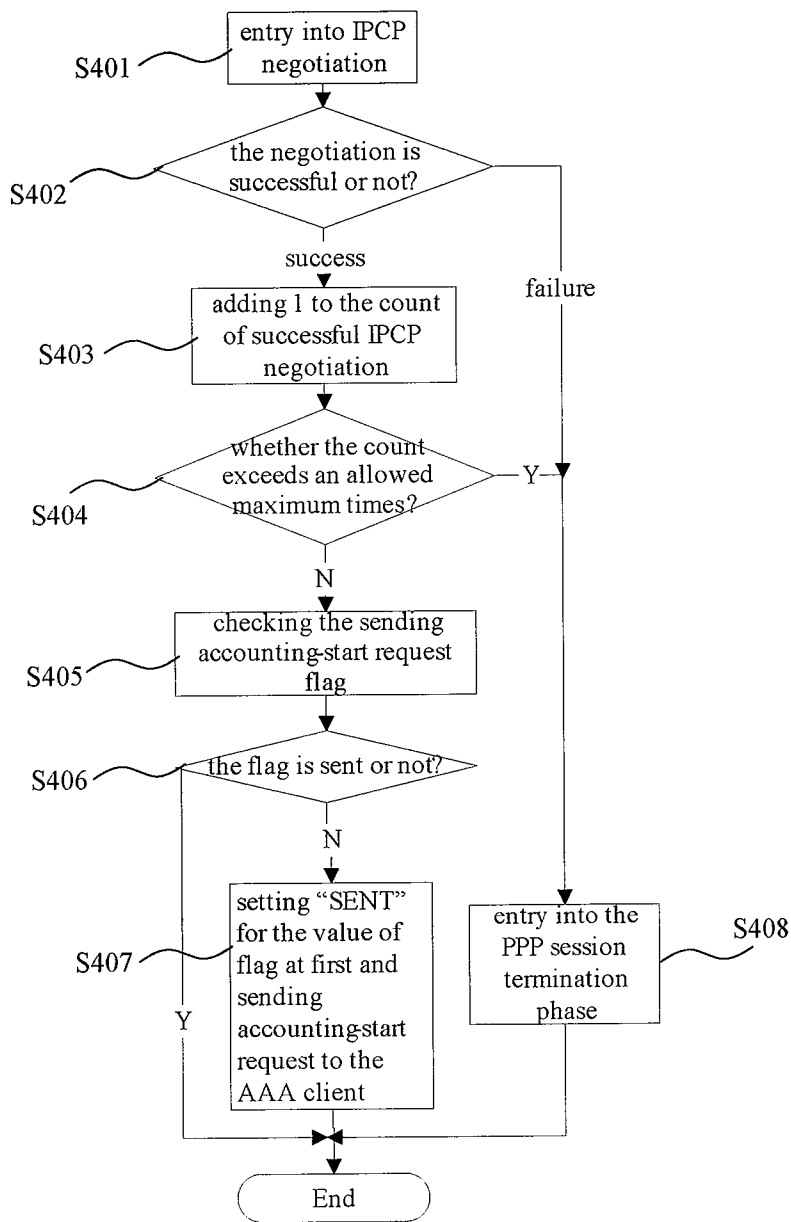 entry into IPCP
negotiation
S401
the negotiation is
successful or not?
S402
success
failure
adding 1 to the count
of successful IPCP
negotiation
S403
whether the count
exceeds an allowed
maximum times?
Y
S404
N
checking the sending
accounting-start request
flag
S405
the flag is sent or not?
S406
N
setting “SENT”
for the value of
flag at first and
sending
accounting-start
request to the
AAA client
S407
Y
entry into the
PPP session
termination
phase
S408
End